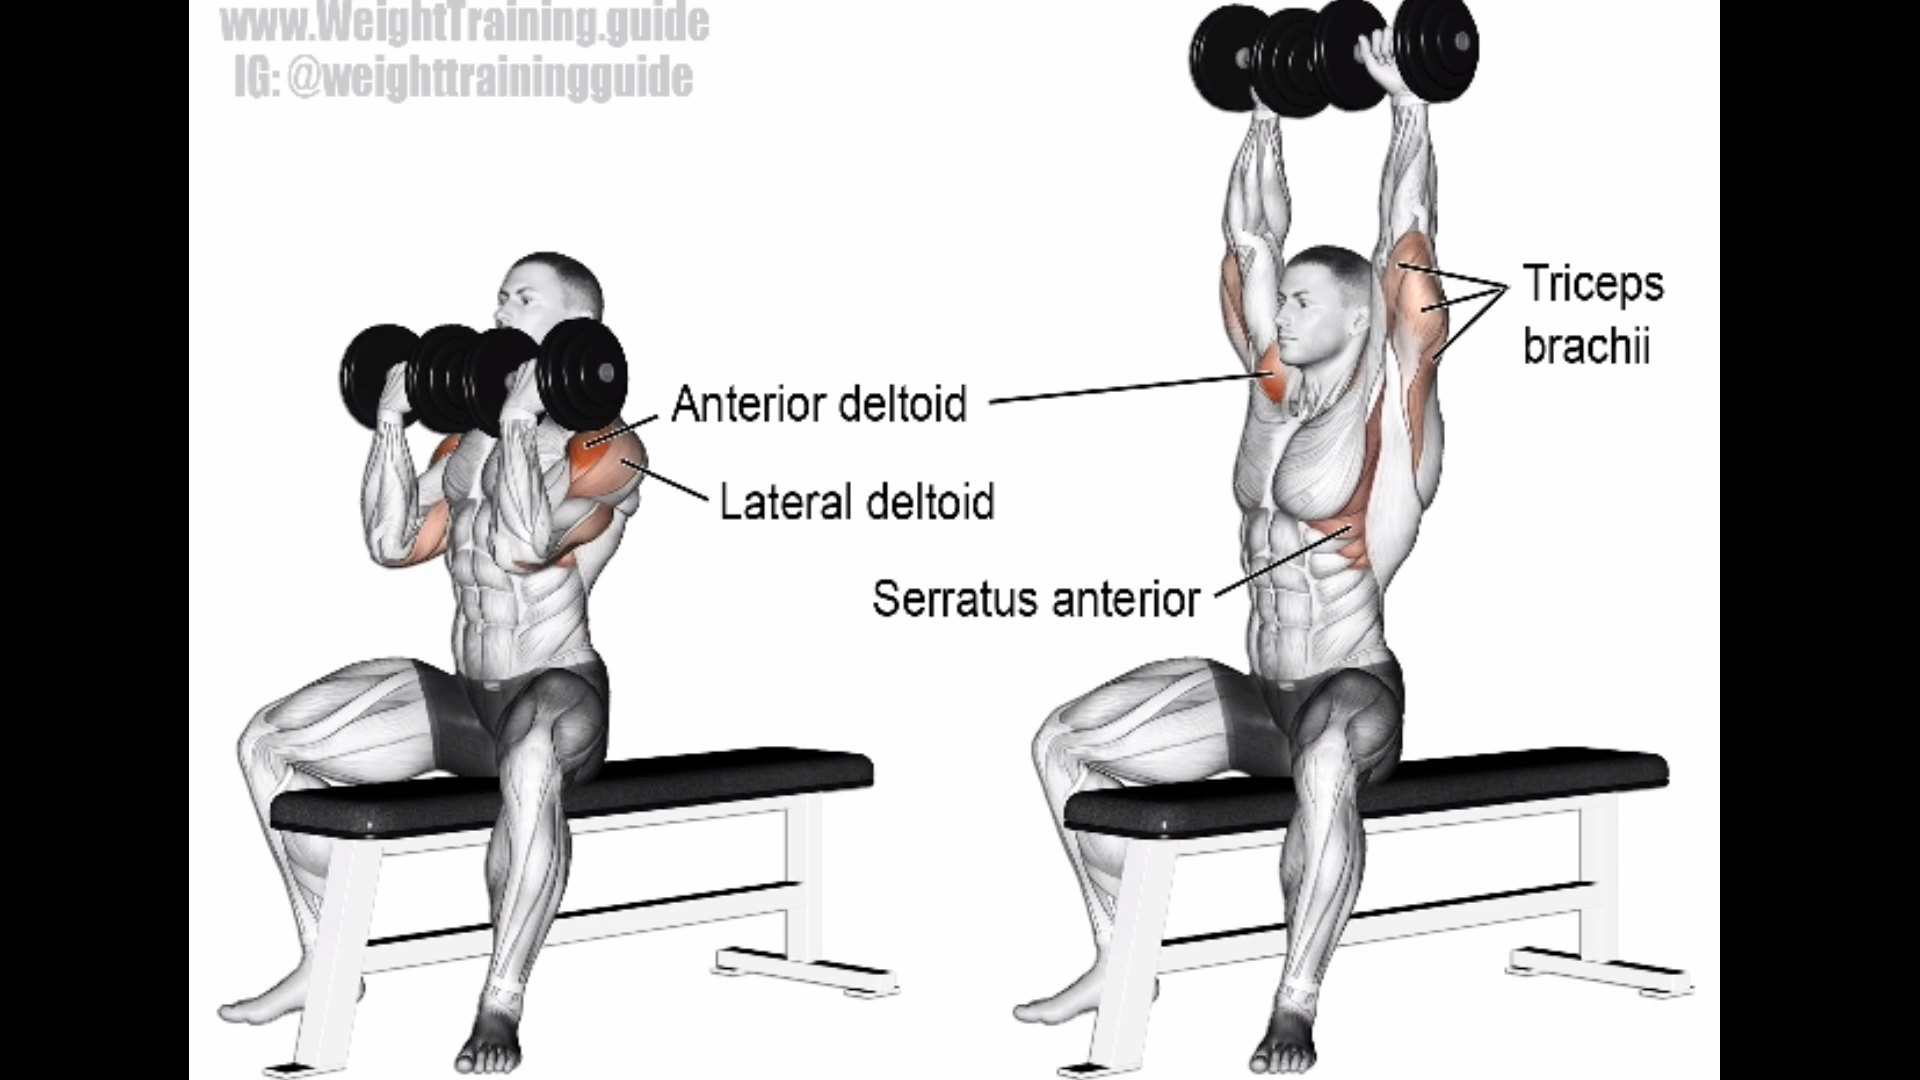 www.WeightTraining.guide
IG: @weighttrainingguide
Triceps
brachii
Anterior deltoid
Lateral deltoid
Serratus anterior